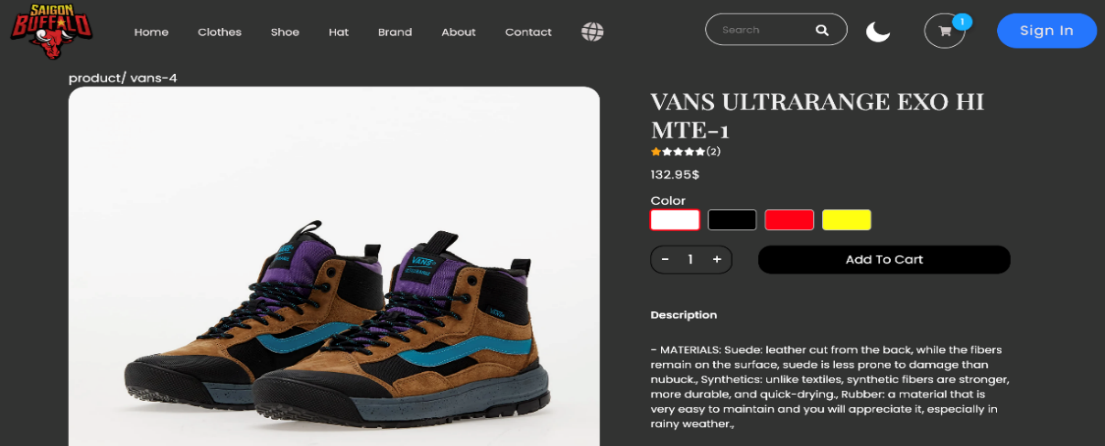 SAIGON
BUFFALO
Home Clothes Shoe Hat Brand About Contact
Search
1
Sign In
product/ vans-4
VANS ULTRARANGE EXO HI
MTE-1
(2)
132.95$
Color
- 1 +
Add To Cart
Description
- MATERIALS: Suede: leather cut from the back, while the fibers
remain on the surface, suede is less prone to damage than
nubuck., Synthetics: unlike textiles, synthetic fibers are stronger,
more durable, and quick-drying., Rubber: a material that is
very easy to maintain and you will appreciate it, especially in
rainy weather.,
VANS
VANS